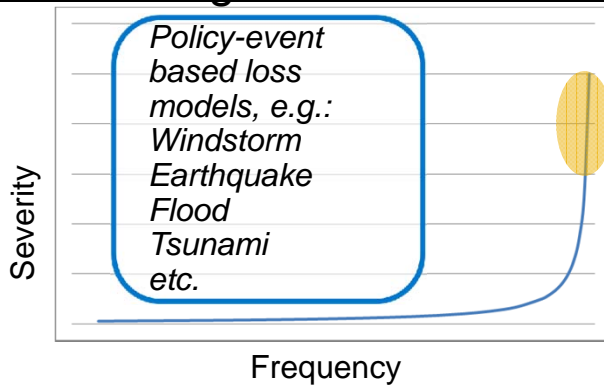 Policy-event
based loss
models, e.g.:
Windstorm
Earthquake
Flood
Tsunami
etc.
Severity
Frequency